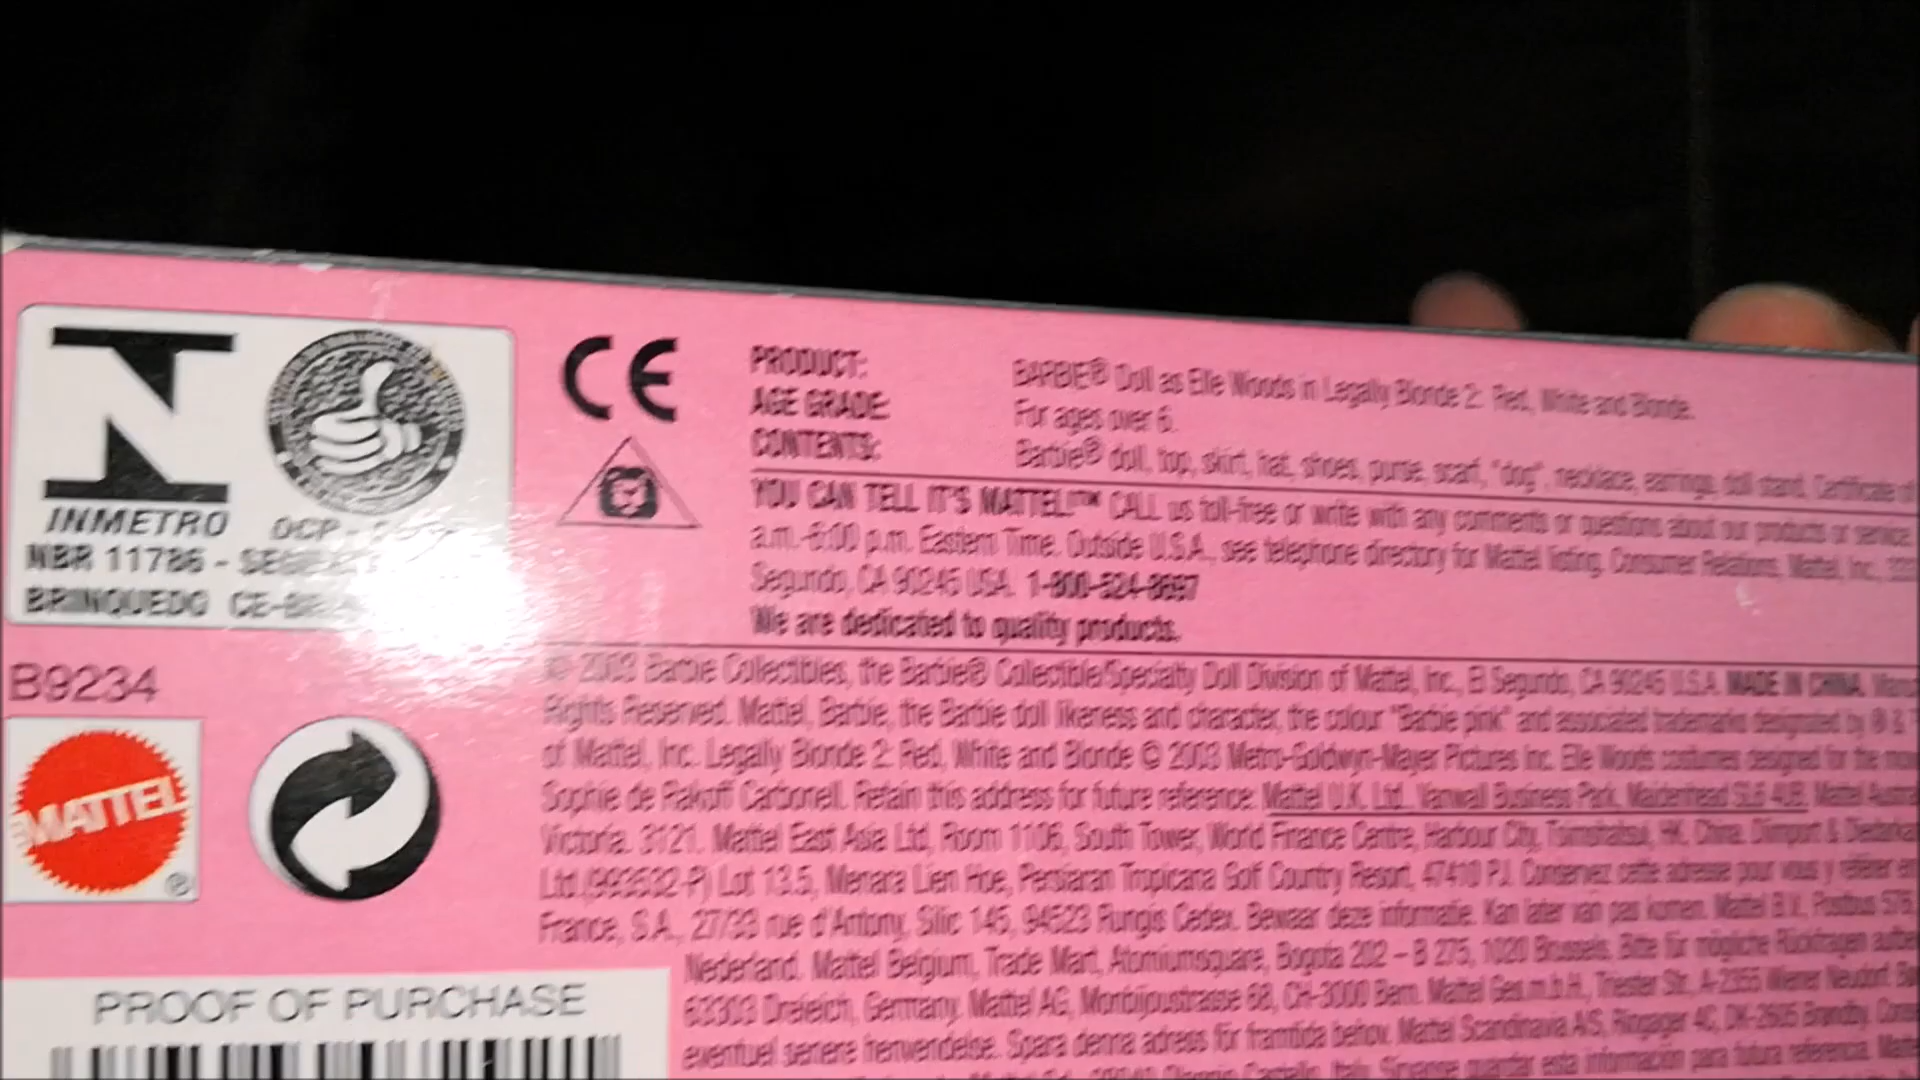 INMETRO OCP -
NBR 11786 -
BRINQUEDO CE-
B9234
MATTEL ®
PROOF OF PURCHASE
CE
PRODUCT: BARBIE® Doll as Elle Woods in Legally Blonde 2: Red, White and Blonde.
AGE GRADE: For ages over 6.
CONTENTS: Barbie® doll, top, skirt, hat, shoes, purse, scarf, "dog", necklace, earrings, doll stand, Certificate of
YOU CAN TELL IT'S MATTEL!™ CALL us toll-free or write with any comments or questions about our products or service.
a.m.-6:00 p.m. Eastern Time. Outside U.S.A., see telephone directory for Mattel listing. Consumer Relations, Mattel, Inc.,
Segundo, CA 90245 USA. 1-800-524-8697
We are dedicated to quality products.
© 2003 Barbie Collectibles, the Barbie® Collectible/Specialty Doll Division of Mattel, Inc., El Segundo, CA 90245 U.S.A. MADE IN CHINA.
Rights Reserved. Mattel, Barbie, the Barbie doll likeness and character, the colour "Barbie pink" and associated trademarks designated by ® &
of Mattel, Inc. Legally Blonde 2: Red, White and Blonde © 2003 Metro-Goldwyn-Mayer Pictures Inc. Elle Woods costumes designed for the
Sophie de Rakoff Carbonell. Retain this address for future reference: Mattel U.K. Ltd., Vanwall Business Park, Maidenhead SL6 4UB. Mattel
Victoria. 3121. Mattel East Asia Ltd, Room 1106, South Tower, World Finance Centre, Harbour City, Tsimshatsui, HK, China. Diimport &
Ltd.(993532-P) Lot 13.5, Menara Lien Hoe, Persiaran Tropicana Golf Country Resort, 47410 PJ. Conservez cette adresse pour vous y référer en
France, S.A., 27/33 rue d'Antony, Silic 145, 94523 Rungis Cedex. Bewaar deze informatie. Kan later van pas komen. Mattel B.V., Postbus 576,
Nederland. Mattel Belgium, Trade Mart, Atomiumsquare, Bogota 202 – B 275, 1020 Brussels. Bitte für mögliche Rückfragen
63303 Dreieich, Germany. Mattel AG, Monbijoustrasse 68, CH-3000 Bern. Mattel Ges.m.b.H., Triester Str. A-2355 Wiener Neudorf.
eventuel senere henvendelse. Spara denna adress för framtida behov. Mattel Scandinavia A/S, Ringager 4C, DK-2605 Brøndby.
Italy. Sírvanse guardar esta información para futura referencia.